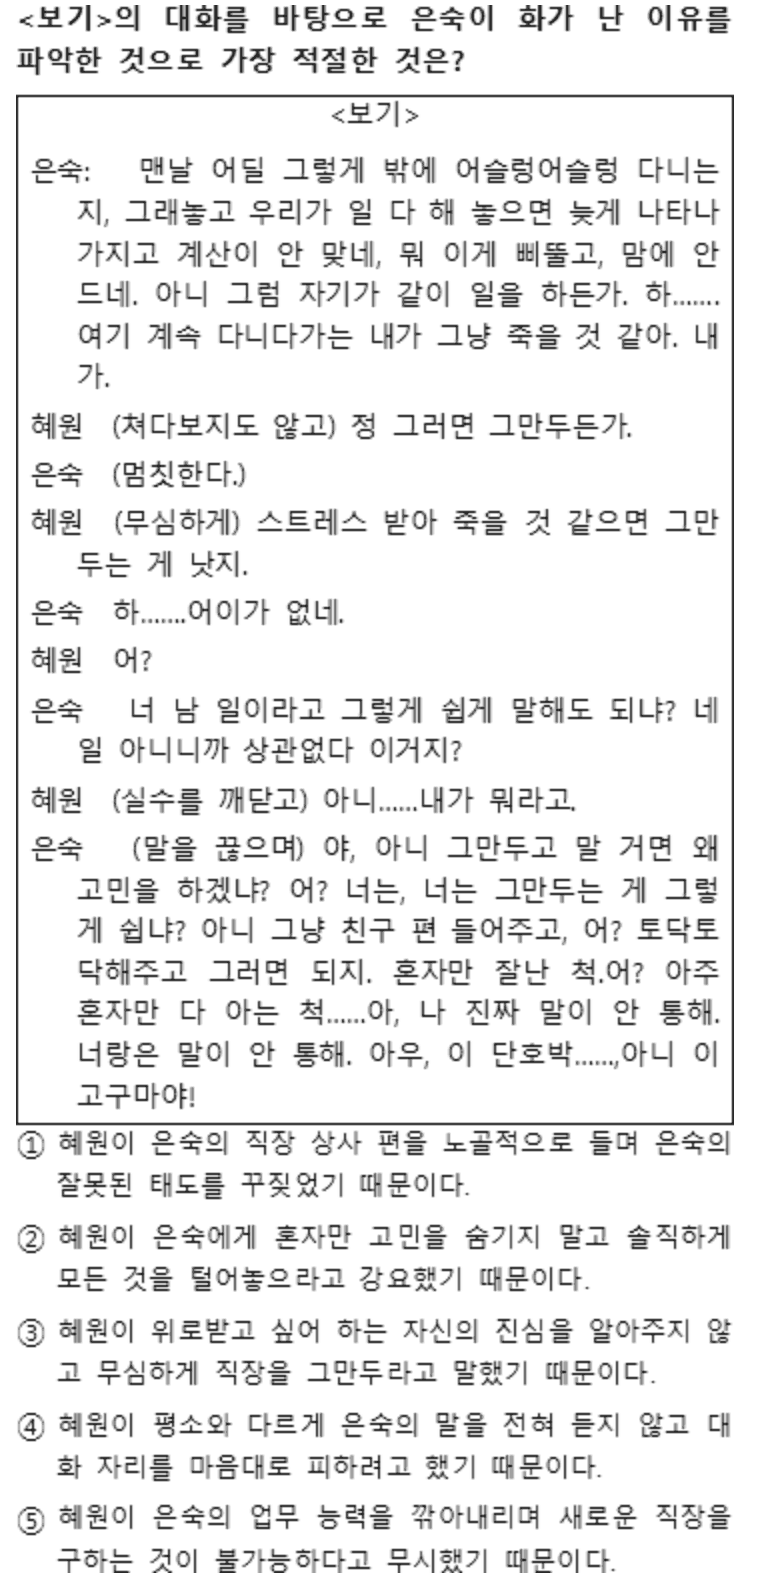 <보기>의 대화를 바탕으로 은숙이 화가 난 이유를
파악한 것으로 가장 적절한 것은?
<보기>
은숙: 맨날 어딜 그렇게 밖에 어슬렁어슬렁 다니는
지, 그래놓고 우리가 일 다 해 놓으면 늦게 나타나
가지고 계산이 안 맞네, 뭐 이게 삐뚤고, 맘에 안
드네. 아니 그럼 자기가 같이 일을 하든가. 하.......
여기 계속 다니다가는 내가 그냥 죽을 것 같아. 내
가.
혜원 (쳐다보지도 않고) 정 그러면 그만두든가.
은숙 (멈칫한다.)
혜원 (무심하게) 스트레스 받아 죽을 것 같으면 그만
두는 게 낫지.
은숙 하.......어이가 없네.
혜원 어?
은숙 너 남 일이라고 그렇게 쉽게 말해도 되냐? 네
일 아니니까 상관없다 이거지?
혜원 (실수를 깨닫고) 아니......내가 뭐라고.
은숙 (말을 끊으며) 야, 아니 그만두고 말 거면 왜
고민을 하겠냐? 어? 너는, 너는 그만두는 게 그렇
게 쉽냐? 아니 그냥 친구 편 들어주고, 어? 토닥토
닥해주고 그러면 되지. 혼자만 잘난 척.어? 아주
혼자만 다 아는 척......아, 나 진짜 말이 안 통해.
너랑은 말이 안 통해. 아우, 이 단호박......,아니 이
고구마야!
① 혜원이 은숙의 직장 상사 편을 노골적으로 들며 은숙의
잘못된 태도를 꾸짖었기 때문이다.
② 혜원이 은숙에게 혼자만 고민을 숨기지 말고 솔직하게
모든 것을 털어놓으라고 강요했기 때문이다.
③ 혜원이 위로받고 싶어 하는 자신의 진심을 알아주지 않
고 무심하게 직장을 그만두라고 말했기 때문이다.
④ 혜원이 평소와 다르게 은숙의 말을 전혀 듣지 않고 대
화 자리를 마음대로 피하려고 했기 때문이다.
⑤ 혜원이 은숙의 업무 능력을 깎아내리며 새로운 직장을
구하는 것이 불가능하다고 무시했기 때문이다.